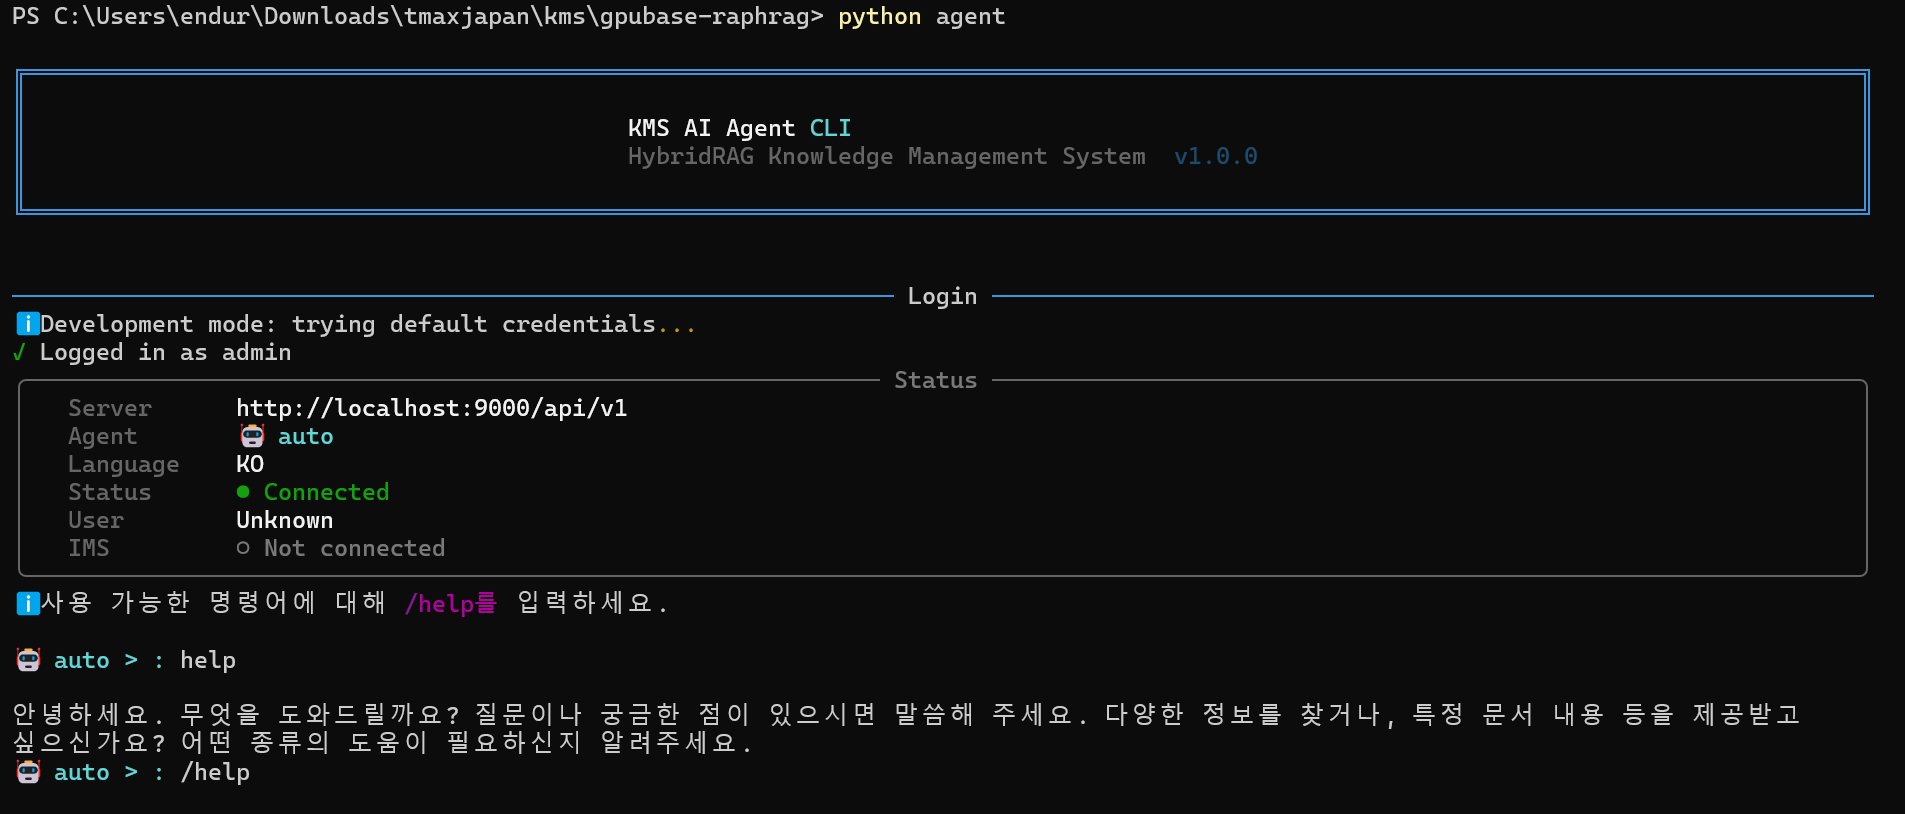 PS C:\Users\endur\Downloads\tmaxjapan\kms\gpubase-raphrag> python agent
KMS AI Agent CLI
HybridRAG Knowledge Management System  v1.0.0
Login
Development mode: trying default credentials...
✓ Logged in as admin
Status
Server http://localhost:9000/api/v1
Agent auto
Language KO
Status ● Connected
User Unknown
IMS ○ Not connected
사용 가능한 명령어에 대해 /help를 입력하세요.
auto > : help
안녕하세요. 무엇을 도와드릴까요? 질문이나 궁금한 점이 있으시면 말씀해 주세요. 다양한 정보를 찾거나, 특정 문서 내용 등을 제공받고
싶으신가요? 어떤 종류의 도움이 필요하신지 알려주세요.
auto > : /help